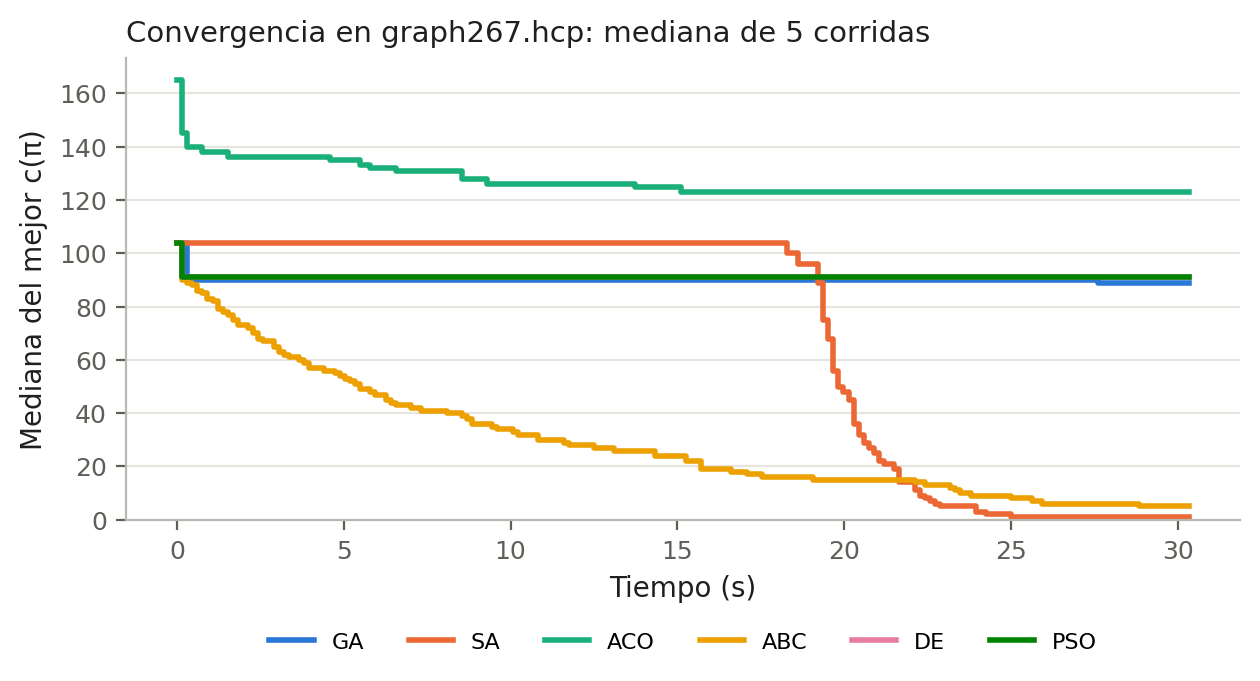 Convergencia en graph267.hcp: mediana de 5 corridas
Mediana del mejor c(π)
160
140
120
100
80
60
40
20
0
0 5 10 15 20 25 30
Tiempo (s)
GA SA ACO ABC DE PSO